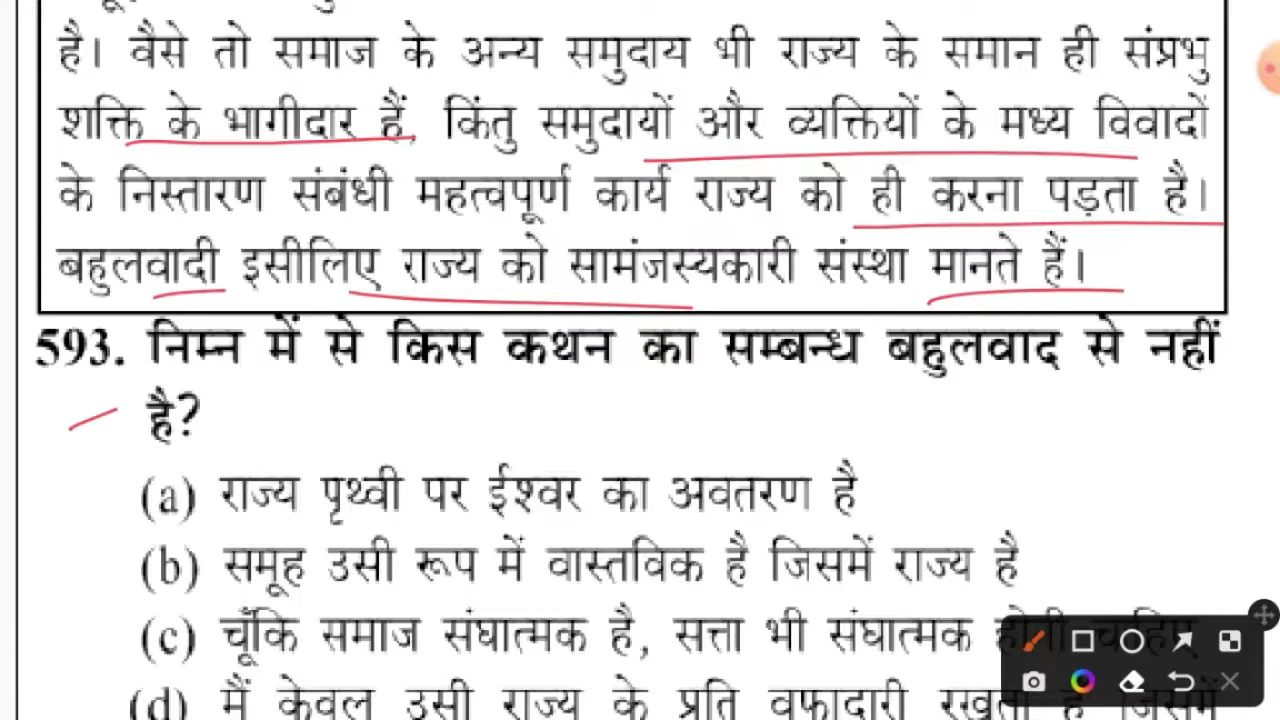 है। वैसे तो समाज के अन्य समुदाय भी राज्य के समान ही संप्रभु
शक्ति के भागीदार हैं, किंतु समुदायों और व्यक्तियों के मध्य विवादों
के निस्तारण संबंधी महत्वपूर्ण कार्य राज्य को ही करना पड़ता है।
बहुलवादी इसीलिए राज्य को सामंजस्यकारी संस्था मानते हैं।
593. निम्न में से किस कथन का सम्बन्ध बहुलवाद से नहीं
है?
(a) राज्य पृथ्वी पर ईश्वर का अवतरण है
(b) समूह उसी रूप में वास्तविक है जिसमें राज्य है
(c) चूँकि समाज संघात्मक है, सत्ता भी संघात्मक होनी चाहिए
(d) मैं केवल उसी राज्य के प्रति वफादारी रखता हूँ जिसमें